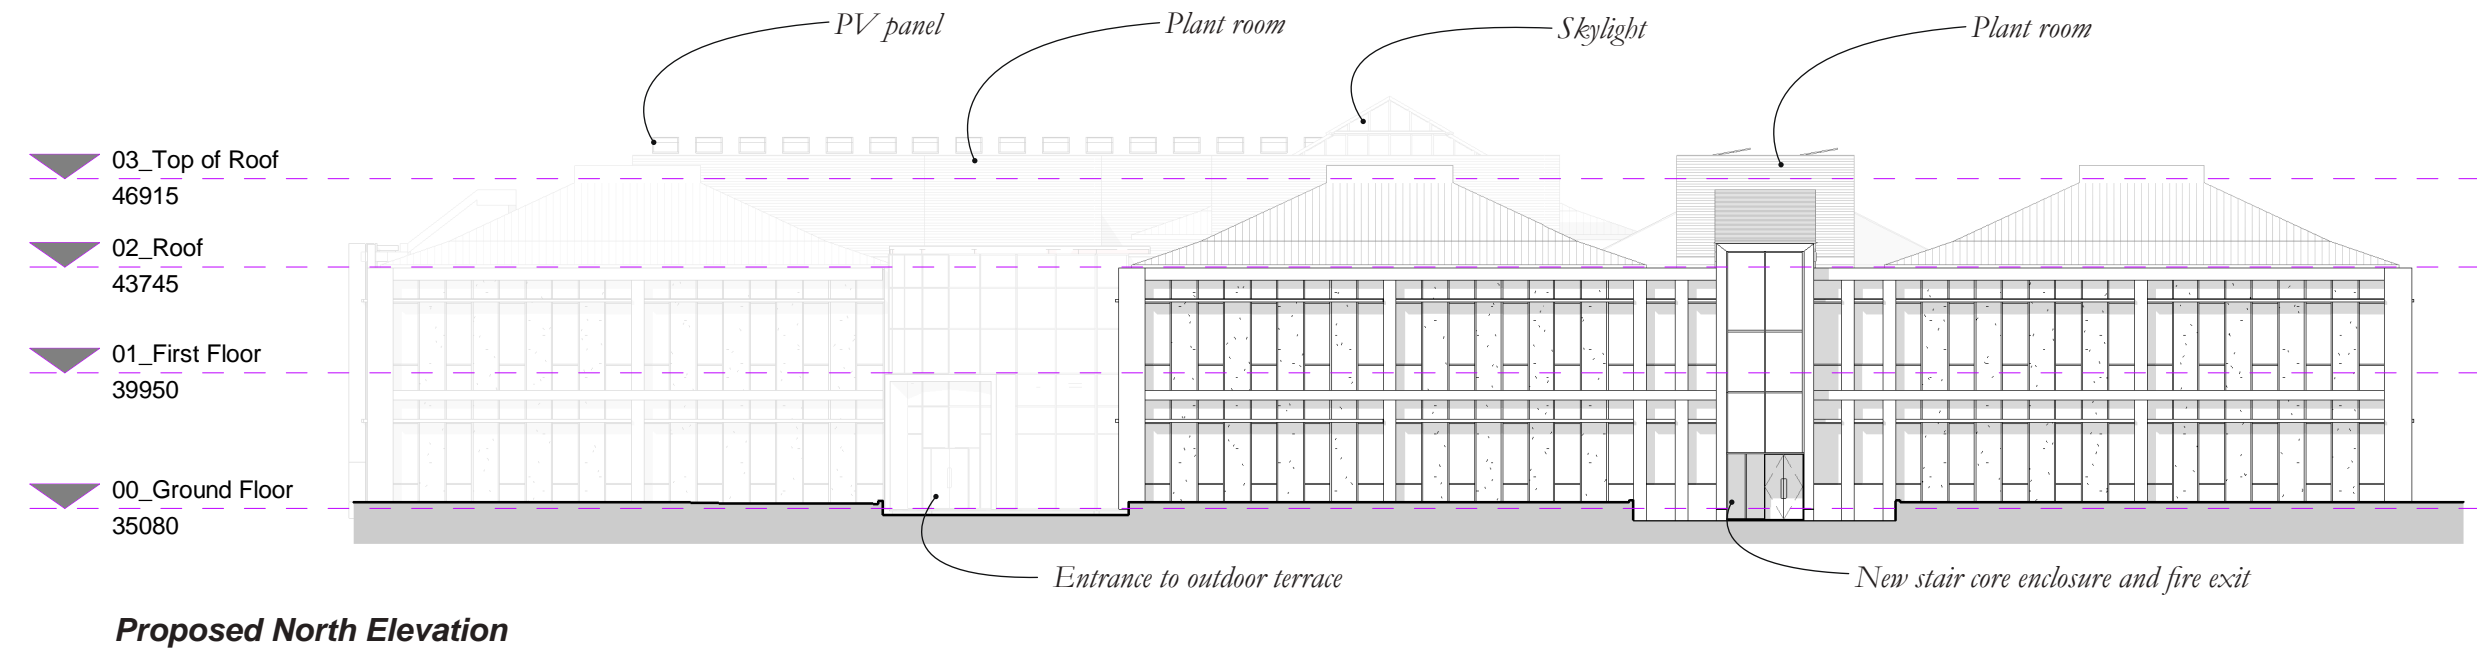 PV panel
Plant room
Skylight
Plant room
03_Top of Roof
46915
02_Roof
43745
01_First Floor
39950
00_Ground Floor
35080
Entrance to outdoor terrace
New stair core enclosure and fire exit
Proposed North Elevation